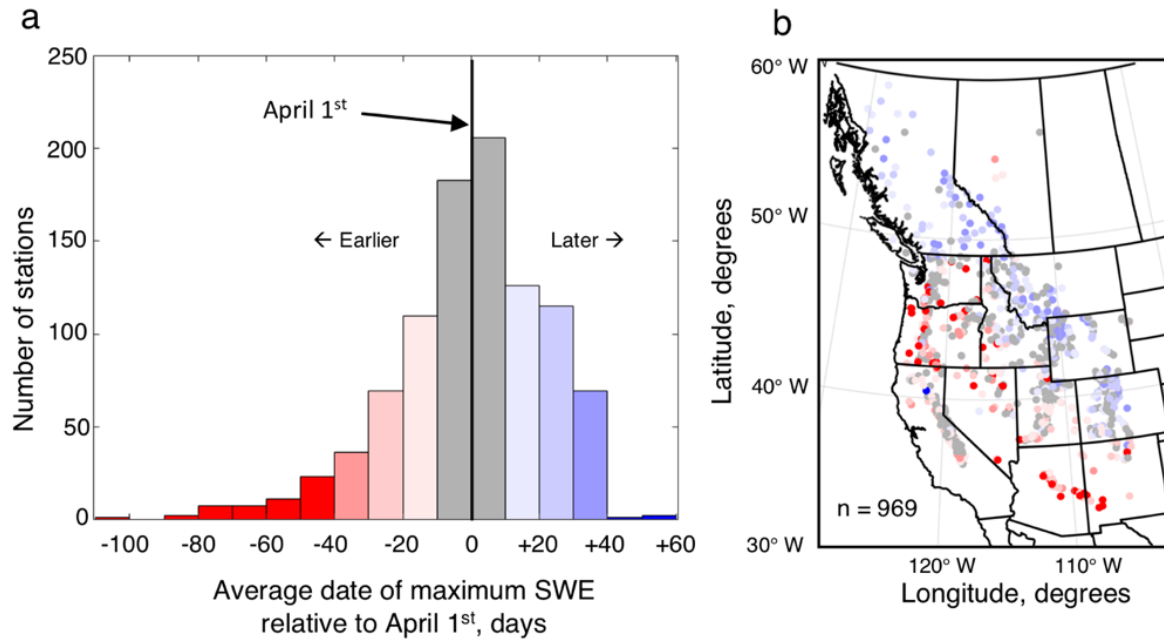 a
250
200
150
100
50
0
Number of stations
April 1st
← Earlier
Later →
-100
-80
-60
-40
-20
0
+20
+40
+60
Average date of maximum SWE
relative to April 1st, days
b
60° W
50° W
40° W
30° W
Latitude, degrees
n = 969
120° W
110° W
Longitude, degrees